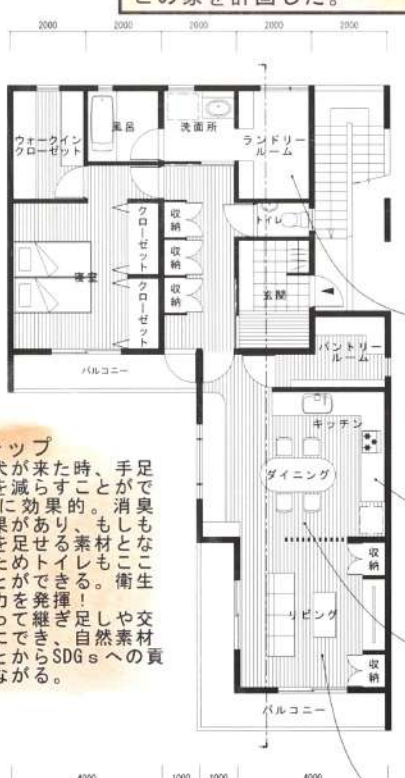 この家を計画した。
2000 2000 2000 2000 2000
ウォークイン
クローゼット
風呂
洗面所
ランドリー
ルーム
トイレ
収納
収納
収納
クローゼット
クローゼット
寝室
玄関
バルコニー
パントリー
ルーム
キッチン
ダイニング
リビング
収納
収納
バルコニー
ップ
犬が来た時、手足
を減らすことがで
に効果的。消臭
果があり、もしも
を足せる素材とな
ためトイレもここ
とができる。衛生
力を発揮!
って継ぎ足しや交
にでき、自然素材
とからSDGsへの貢
ながる。
4000 1000 1000 4000